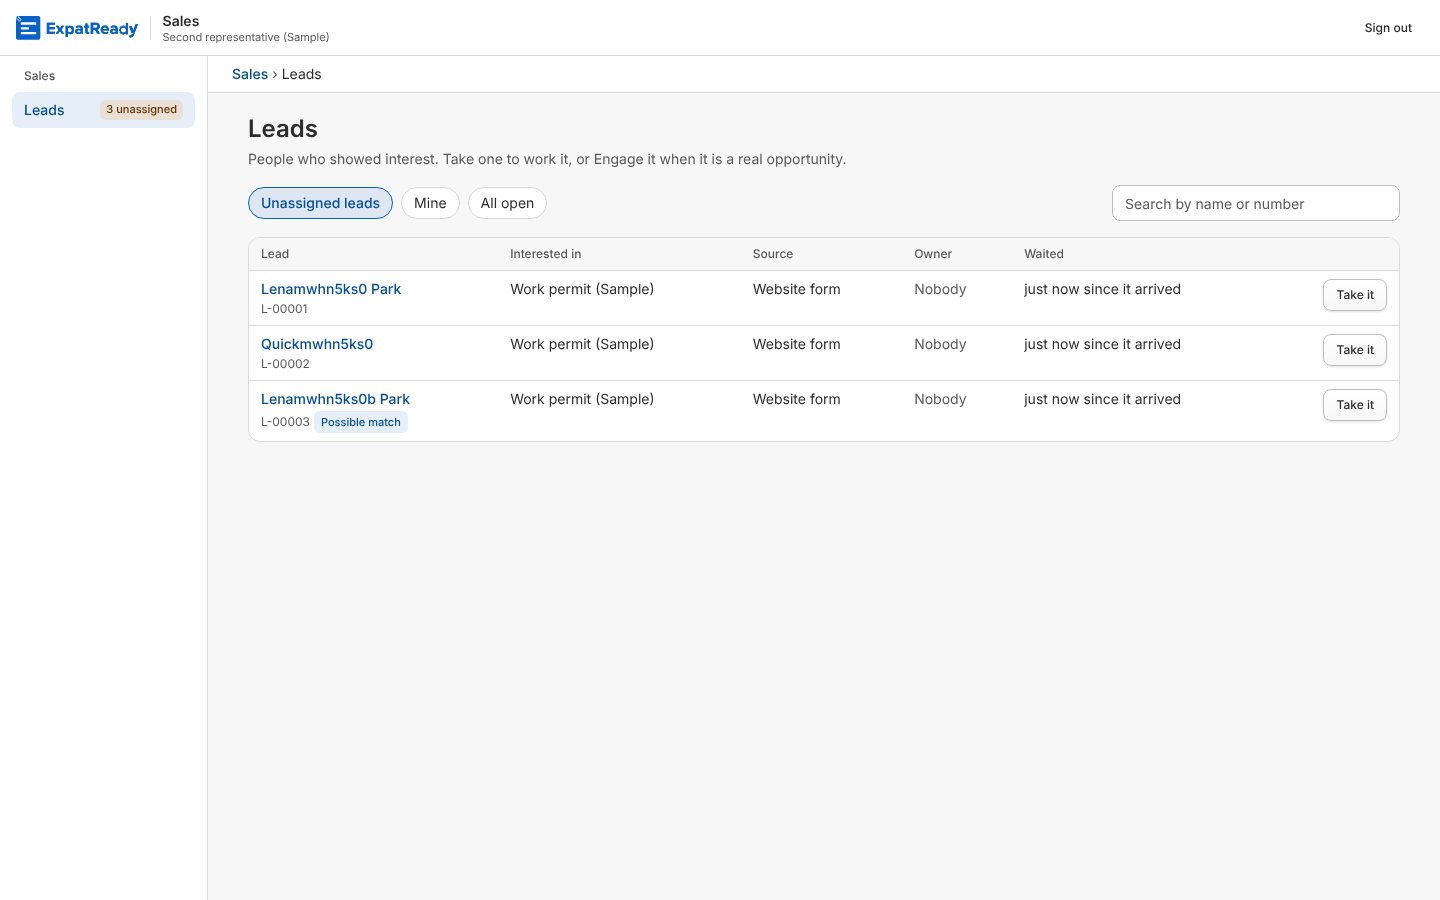 ExpatReady
Sales
Second representative (Sample)
Sign out
Sales
Leads 3 unassigned
Sales › Leads
Leads
People who showed interest. Take one to work it, or Engage it when it is a real opportunity.
Unassigned leads Mine All open Search by name or number
Lead Interested in Source Owner Waited
Lenamwhn5ks0 Park Work permit (Sample) Website form Nobody just now since it arrived Take it
L-00001
Quickmwhn5ks0 Work permit (Sample) Website form Nobody just now since it arrived Take it
L-00002
Lenamwhn5ks0b Park Work permit (Sample) Website form Nobody just now since it arrived Take it
L-00003 Possible match